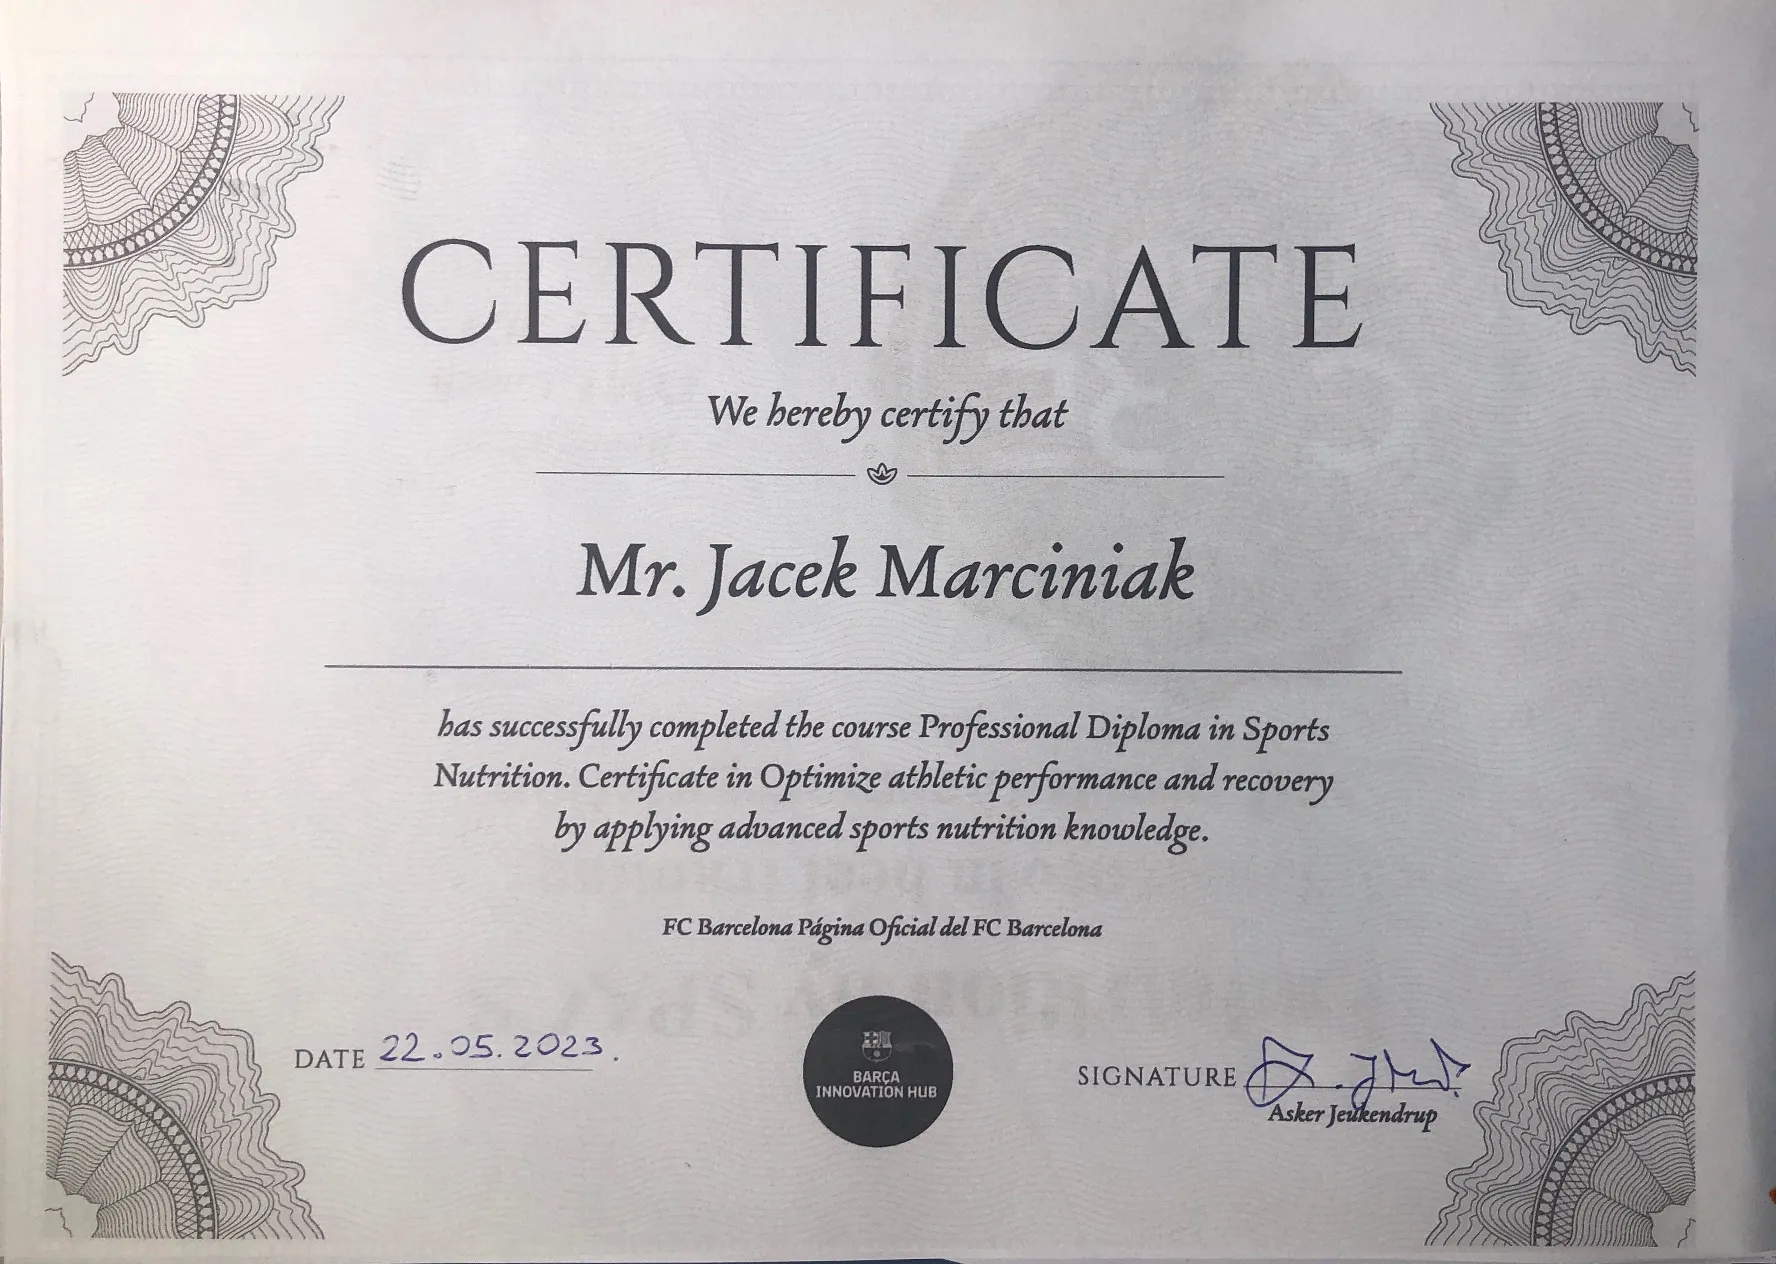 CERTIFICATE
We hereby certify that
Mr. Jacek Marciniak
has successfully completed the course Professional Diploma in Sports
Nutrition. Certificate in Optimize athletic performance and recovery
by applying advanced sports nutrition knowledge.
FC Barcelona Página Oficial del FC Barcelona
DATE 22.05.2023.
BARÇA
INNOVATION HUB
SIGNATURE
Asker Jeukendrup